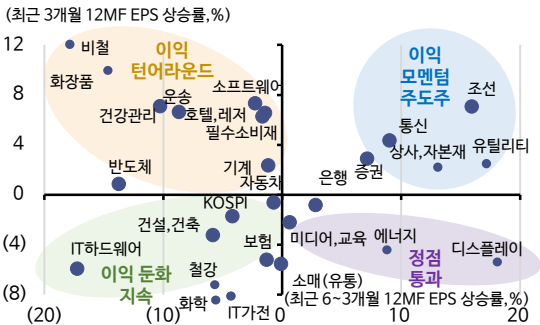 (최근 3개월 12MF EPS 상승률,%)
12
8
4
0
(4)
(8)
(20)
(10)
0
10
20
(최근 6~3개월 12MF EPS 상승률,%)
이익
턴어라운드
이익
모멘텀
주도주
이익 둔화
지속
정점
통과
비철
화장품
소프트웨어
운송
건강관리
호텔,레저
필수소비재
반도체
기계
자동차
조선
통신
상사,자본재
유틸리티
증권
은행
KOSPI
건설,건축
IT하드웨어
보험
미디어,교육
에너지
디스플레이
철강
화학
IT가전
소매(유통)